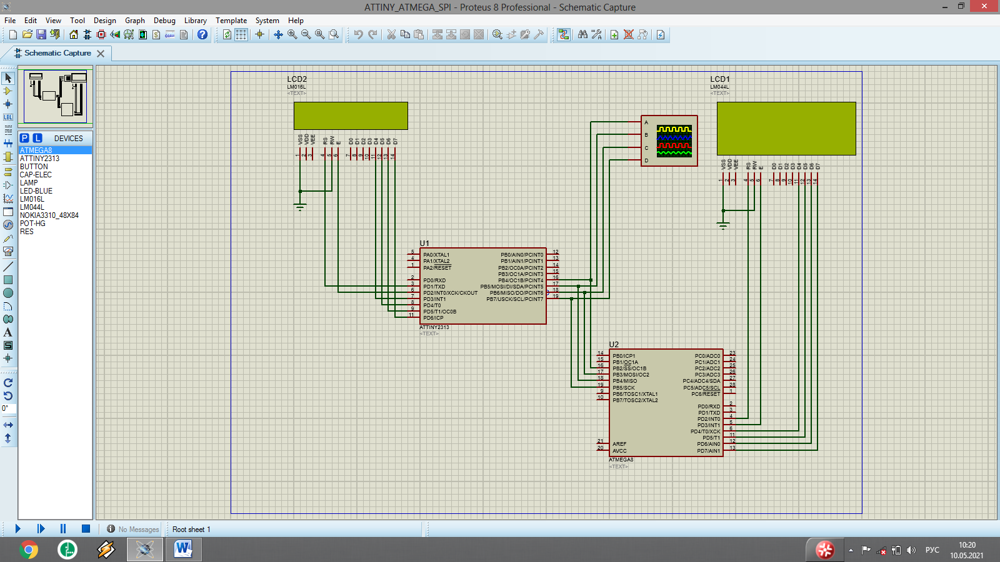 ATTINY_ATMEGA_SPI - Proteus 8 Professional - Schematic Capture
File Edit View Tool Design Graph Debug Library Template System Help
Schematic Capture
P L DEVICES
ATMEGA8
ATTINY2313
BUTTON
CAP-ELEC
LAMP
LED-BLUE
LM016L
LM044L
NOKIA3310_48X84
POT-HG
RES
LBL
A
S
0°
LCD2
LM016L
<TEXT>
VSS VDD VEE RS RW E D0 D1 D2 D3 D4 D5 D6 D7
1 2 3 4 5 6 7 8 9 10 11 12 13 14
A
B
C
D
LCD1
LM044L
<TEXT>
VSS VDD VEE RS RW E D0 D1 D2 D3 D4 D5 D6 D7
1 2 3 4 5 6 7 8 9 10 11 12 13 14
U1
5 PA0/XTAL1 PB0/AIN0/PCINT0 12
4 PA1/XTAL2 PB1/AIN1/PCINT1 13
1 PA2/RESET PB2/OC0A/PCINT2 14
PB3/OC1A/PCINT3 15
2 PD0/RXD PB4/OC1B/PCINT4 16
3 PD1/TXD PB5/MOSI/DI/SDA/PCINT5 17
6 PD2/INT0/XCK/CKOUT PB6/MISO/DO/PCINT6 18
7 PD3/INT1 PB7/USCK/SCL/PCINT7 19
8 PD4/T0
9 PD5/T1/OC0B
11 PD6/ICP
ATTINY2313
<TEXT>
U2
14 PB0/ICP1 PC0/ADC0 23
15 PB1/OC1A PC1/ADC1 24
16 PB2/SS/OC1B PC2/ADC2 25
17 PB3/MOSI/OC2 PC3/ADC3 26
18 PB4/MISO PC4/ADC4/SDA 27
19 PB5/SCK PC5/ADC5/SCL 28
9 PB6/TOSC1/XTAL1 PC6/RESET 1
10 PB7/TOSC2/XTAL2
PD0/RXD 2
PD1/TXD 3
PD2/INT0 4
PD3/INT1 5
PD4/T0/XCK 6
PD5/T1 11
21 AREF PD6/AIN0 12
20 AVCC PD7/AIN1 13
ATMEGA8
<TEXT>
No Messages Root sheet 1
РУС
10:20
10.05.2021